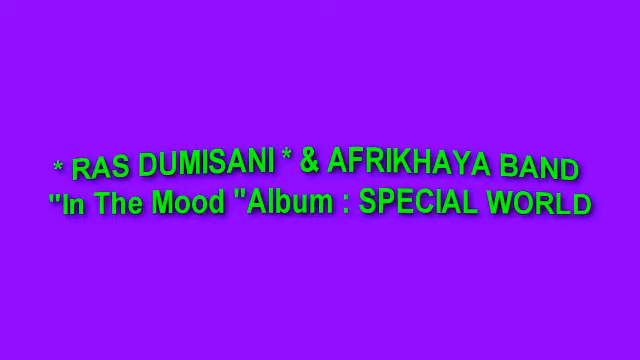 * RAS DUMISANI * & AFRIKHAYA BAND
"In The Mood "Album : SPECIAL WORLD